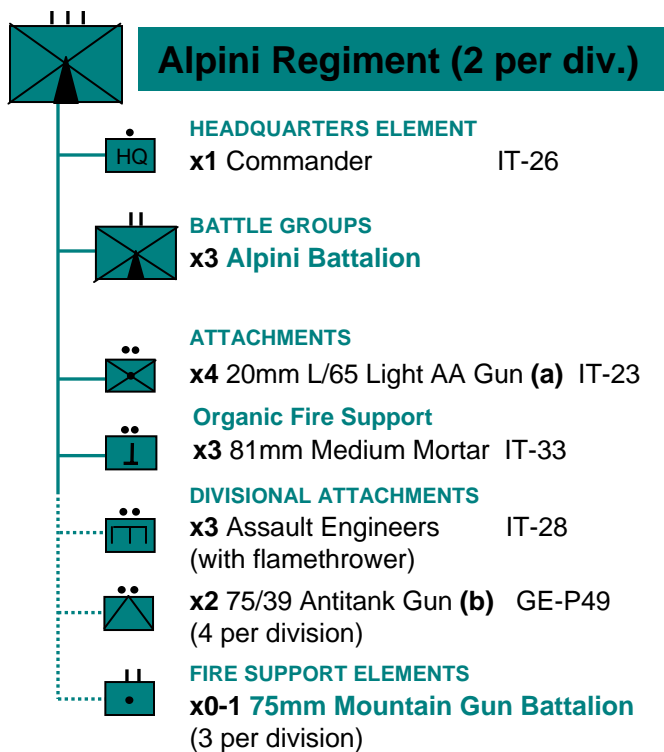 Alpini Regiment (2 per div.)
HEADQUARTERS ELEMENT
HQ
x1 Commander IT-26
BATTLE GROUPS
x3 Alpini Battalion
ATTACHMENTS
x4 20mm L/65 Light AA Gun (a) IT-23
Organic Fire Support
x3 81mm Medium Mortar IT-33
DIVISIONAL ATTACHMENTS
x3 Assault Engineers IT-28
(with flamethrower)
x2 75/39 Antitank Gun (b) GE-P49
(4 per division)
FIRE SUPPORT ELEMENTS
x0-1 75mm Mountain Gun Battalion
(3 per division)